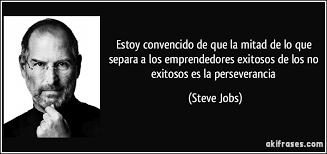 Estoy convencido de que la mitad de lo que
separa a los emprendedores exitosos de los no
exitosos es la perseverancia
(Steve Jobs)
akifrases.com